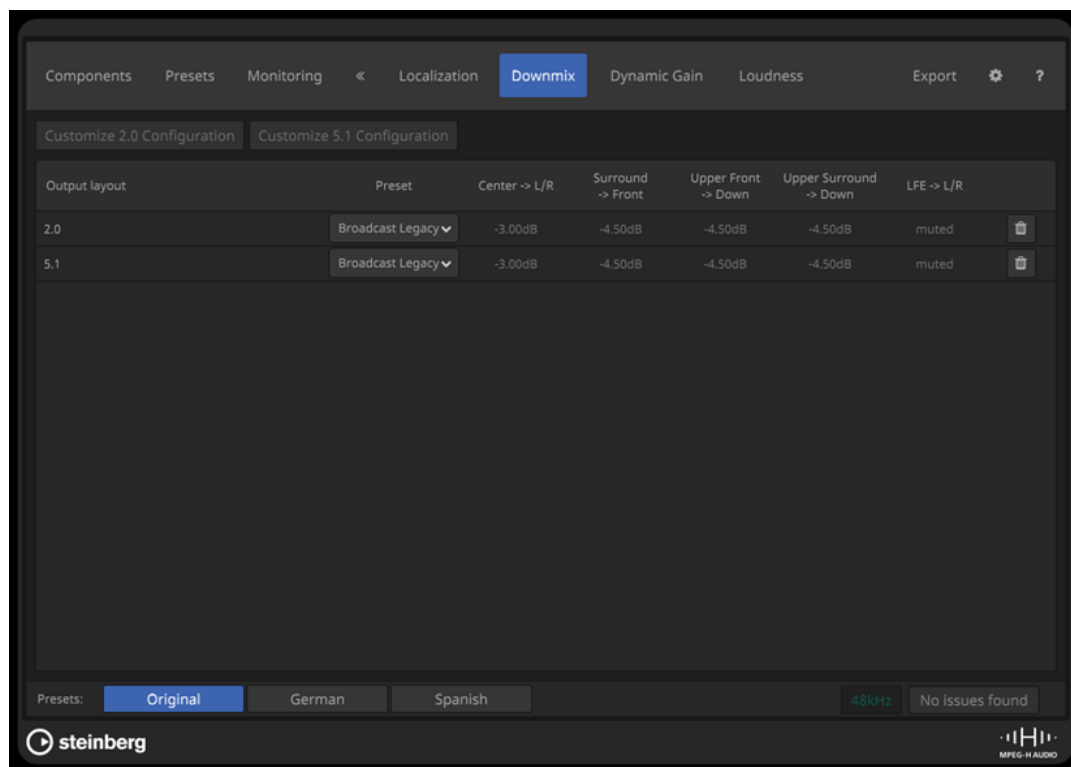 Components Presets Monitoring « Localization Downmix Dynamic Gain Loudness Export ?
Customize 2.0 Configuration Customize 5.1 Configuration
Output layout Preset Center -> L/R Surround -> Front Upper Front -> Down Upper Surround -> Down LFE -> L/R
2.0 Broadcast Legacy -3.00dB -4.50dB -4.50dB -4.50dB muted
5.1 Broadcast Legacy -3.00dB -4.50dB -4.50dB -4.50dB muted
Presets: Original German Spanish 48kHz No issues found
steinberg
MPEG-H AUDIO